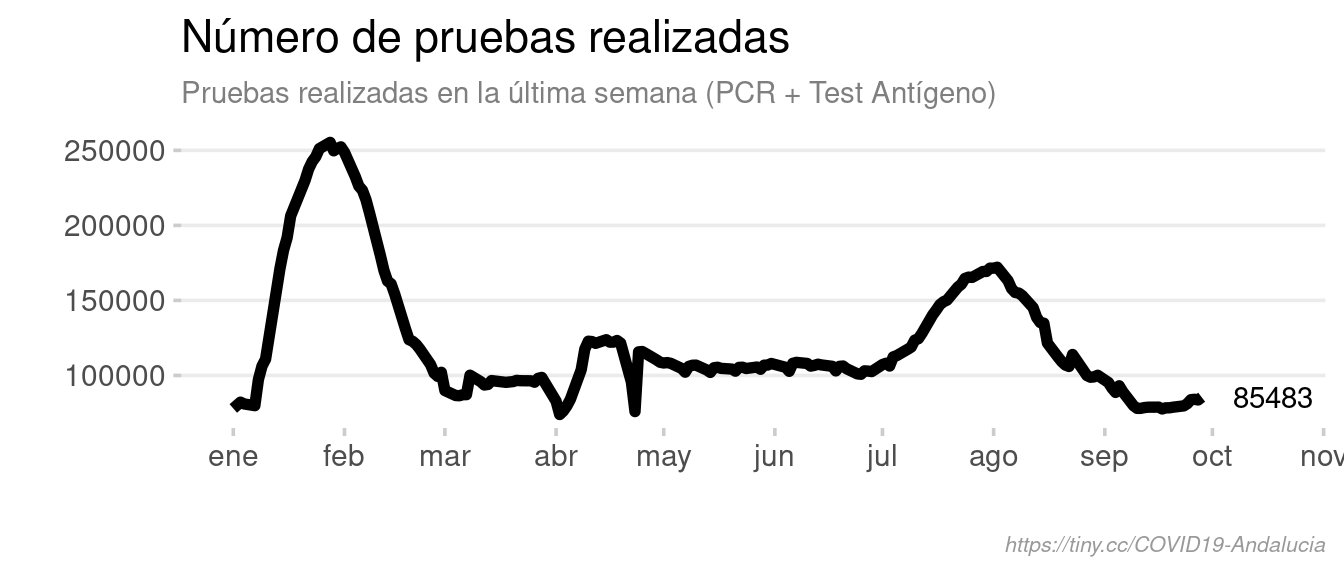 Número de pruebas realizadas
Pruebas realizadas en la última semana (PCR + Test Antígeno)
250000
200000
150000
100000
85483
ene feb mar abr may jun jul ago sep oct nov
https://tiny.cc/COVID19-Andalucia